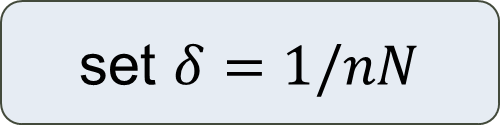 set 𝛿 = 1/𝑛𝑁